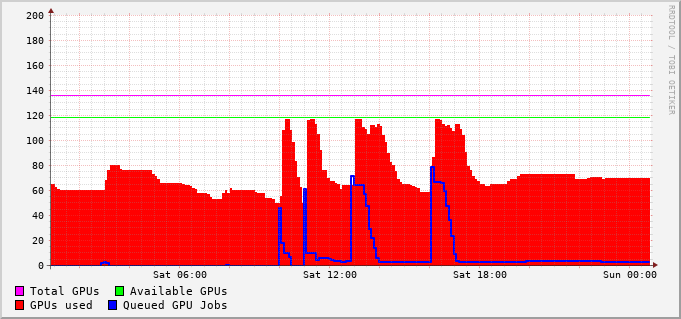 200
180
160
140
120
100
80
60
40
20
0
Sat 06:00 Sat 12:00 Sat 18:00 Sun 00:00
Total GPUs Available GPUs
GPUs used Queued GPU Jobs
RRDTOOL / TOBI OETIKER